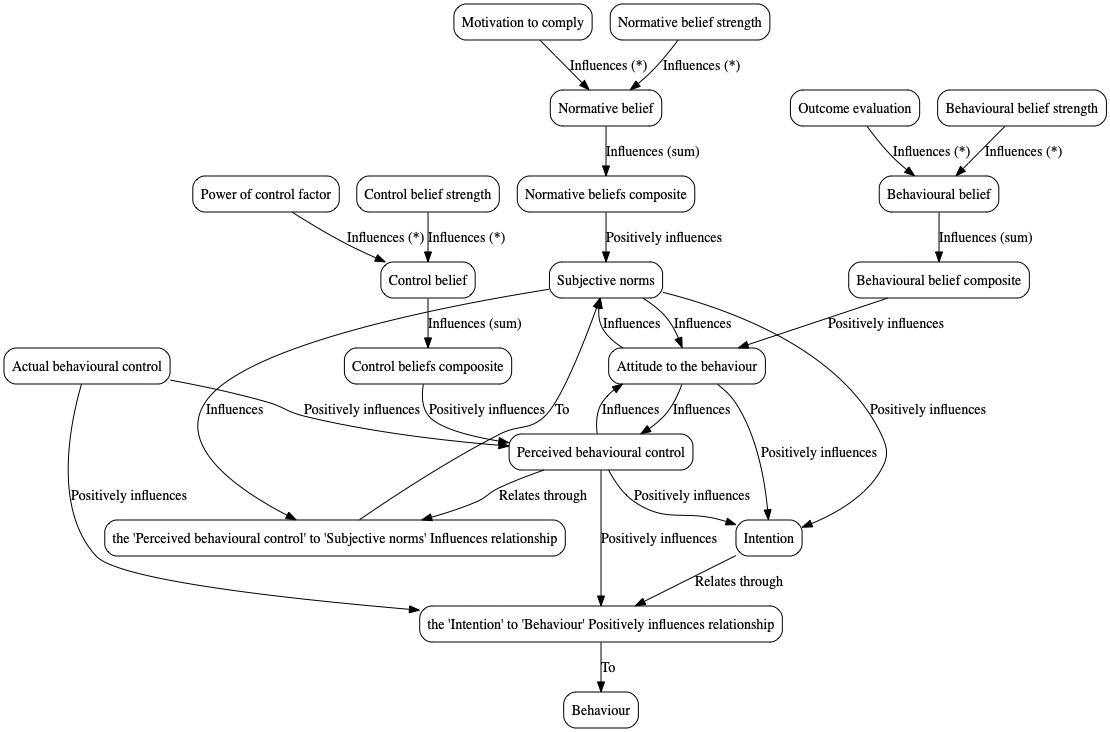 Motivation to comply
Normative belief strength
Influences (*)
Influences (*)
Normative belief
Outcome evaluation
Behavioural belief strength
Influences (sum)
Influences (*)
Influences (*)
Power of control factor
Control belief strength
Normative beliefs composite
Behavioural belief
Influences (*)
Influences (*)
Positively influences
Influences (sum)
Control belief
Subjective norms
Behavioural belief composite
Influences (sum)
Influences
Influences
Positively influences
Actual behavioural control
Control beliefs compoosite
Attitude to the behaviour
Influences
Positively influences
Positively influences
To
Influences
Influences
Positively influences
Perceived behavioural control
Positively influences
Positively influences
Relates through
Positively influences
the 'Perceived behavioural control' to 'Subjective norms' Influences relationship
Positively influences
Intention
Relates through
the 'Intention' to 'Behaviour' Positively influences relationship
To
Behaviour